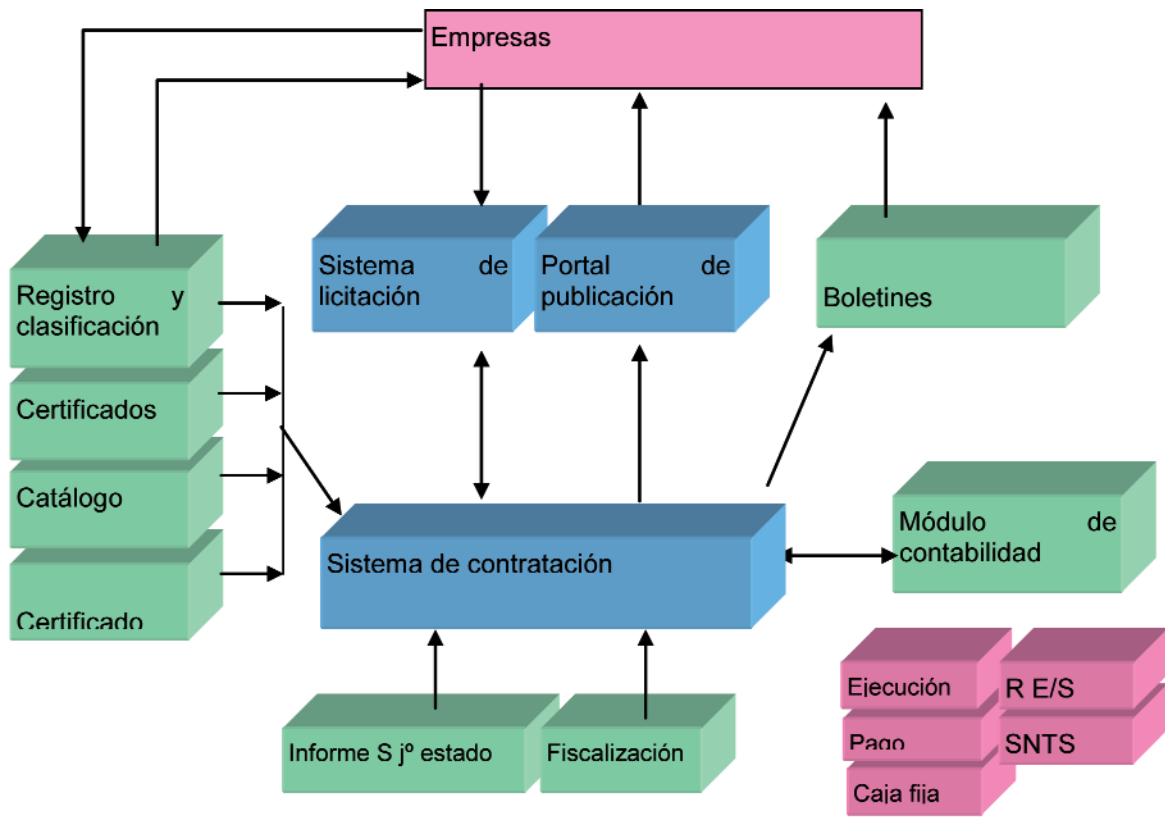 Empresas
Sistema de
licitación
Portal de
publicación
Boletines
Registro y
clasificación
Certificados
Catálogo
Certificado
Sistema de contratación
Módulo de
contabilidad
Informe S jº estado
Fiscalización
Ejecución
R E/S
Pago
SNTS
Caja fija